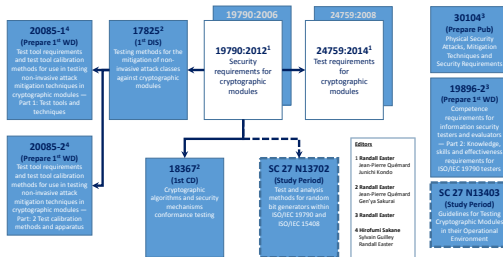 20085-1⁴
(Prepare 1ˢᵗ WD)
Test tool requirements
and test tool calibration
methods for use in testing
non-invasive attack
mitigation techniques in
cryptographic modules —
Part 1: Test tools and
techniques
17825²
(1ˢᵗ DIS)
Testing methods for the
mitigation of non-invasive
attack classes against
cryptographic modules
19790:2006
19790:2012¹
Security
requirements for
cryptographic
modules
24759:2008
24759:2014¹
Test requirements
for cryptographic
modules
30104³
(Prepare Pub)
Physical Security
Attacks, Mitigation
Techniques and
Security Requirements
19896-2³
(Prepare 1ˢᵗ WD)
Competence
requirements for
information security
testers and evaluators
— Part 2: Knowledge,
skills and effectiveness
requirements for
ISO/IEC 19790 testers
20085-2⁴
(Prepare 1ˢᵗ WD)
Test tool requirements
and test tool calibration
methods for use in testing
non-invasive attack
mitigation techniques in
cryptographic modules —
Part: 2 Test calibration
methods and apparatus
18367²
(1ˢᵗ CD)
Cryptographic
algorithms and security
mechanisms
conformance testing
SC 27 N13702
(Study Period)
Test and analysis
methods for random
bit generators within
ISO/IEC 19790 and
ISO/IEC 15408
Editors
1 Randall Easter
Jean-Pierre Quémard
Junichi Kondo
2 Randall Easter
Jean-Pierre Quémard
Gen'ya Sakurai
3 Randall Easter
4 Hirofumi Sakane
Sylvain Guilley
Randall Easter
SC 27 N13403
(Study Period)
Guidelines for Testing
Cryptographic Modules
in their Operational
Environment